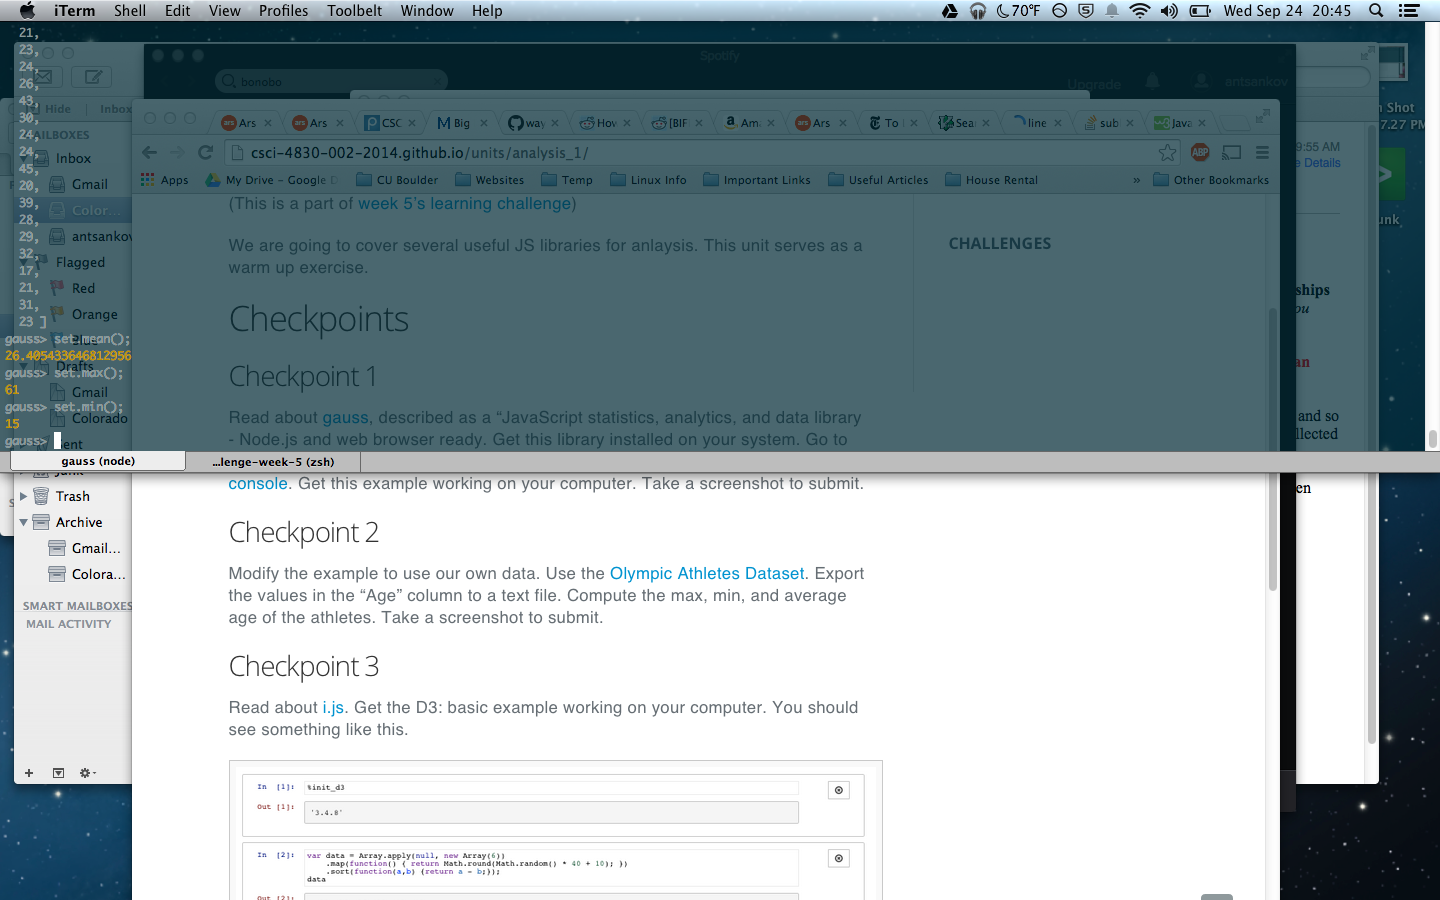 iTerm Shell Edit View Profiles Toolbelt Window Help 70°F Wed Sep 24 20:45
21,
23,
24,
26,
43,
30,
24,
24,
45,
20,
39,
28,
29,
32,
17,
21,
31,
23 ]
gauss> set.mean();
26.405433646812956
gauss> set.max();
61
gauss> set.min();
15
gauss>
gauss (node) …lenge-week-5 (zsh)
Spotify
bonobo
Upgrade antsankov
Hide Inbox
MAILBOXES
Inbox
Gmail
Color...
antsankov
Flagged
Red
Orange
Blue
Drafts
Gmail
Colorado
Sent
Junk
Trash
Archive
Gmail...
Colora...
SMART MAILBOXES
MAIL ACTIVITY
Ars Ars CSC Big way How [BIF Ama Ars To Sear line sub Java
csci-4830-002-2014.github.io/units/analysis_1/
ABP
Apps My Drive - Google D CU Boulder Websites Temp Linux Info Important Links Useful Articles House Rental » Other Bookmarks
(This is a part of week 5's learning challenge)
We are going to cover several useful JS libraries for anlaysis. This unit serves as a
warm up exercise.
CHALLENGES
Checkpoints
Checkpoint 1
Read about gauss, described as a “JavaScript statistics, analytics, and data library
- Node.js and web browser ready. Get this library installed on your system. Go to
console. Get this example working on your computer. Take a screenshot to submit.
Checkpoint 2
Modify the example to use our own data. Use the Olympic Athletes Dataset. Export
the values in the “Age” column to a text file. Compute the max, min, and average
age of the athletes. Take a screenshot to submit.
Checkpoint 3
Read about i.js. Get the D3: basic example working on your computer. You should
see something like this.
In [1]: %init_d3
Out [1]: '3.4.8'
In [2]: var data = Array.apply(null, new Array(6))
.map(function() { return Math.round(Math.random() * 40 + 10); })
.sort(function(a,b) {return a - b;});
data
Out [2]:
n Shot
7.27 PM
9:55 AM
e Details
unk
ships
ou
an
and so
llected
en